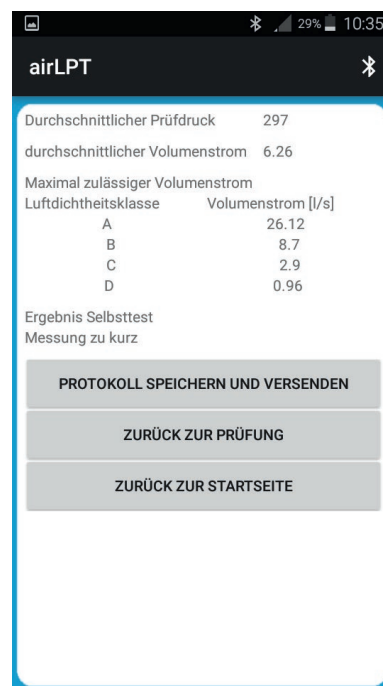 29% 10:35
airLPT
Durchschnittlicher Prüfdruck 297
durchschnittlicher Volumenstrom 6.26
Maximal zulässiger Volumenstrom
Luftdichtheitsklasse Volumenstrom [l/s]
A 26.12
B 8.7
C 2.9
D 0.96
Ergebnis Selbsttest
Messung zu kurz
PROTOKOLL SPEICHERN UND VERSENDEN
ZURÜCK ZUR PRÜFUNG
ZURÜCK ZUR STARTSEITE